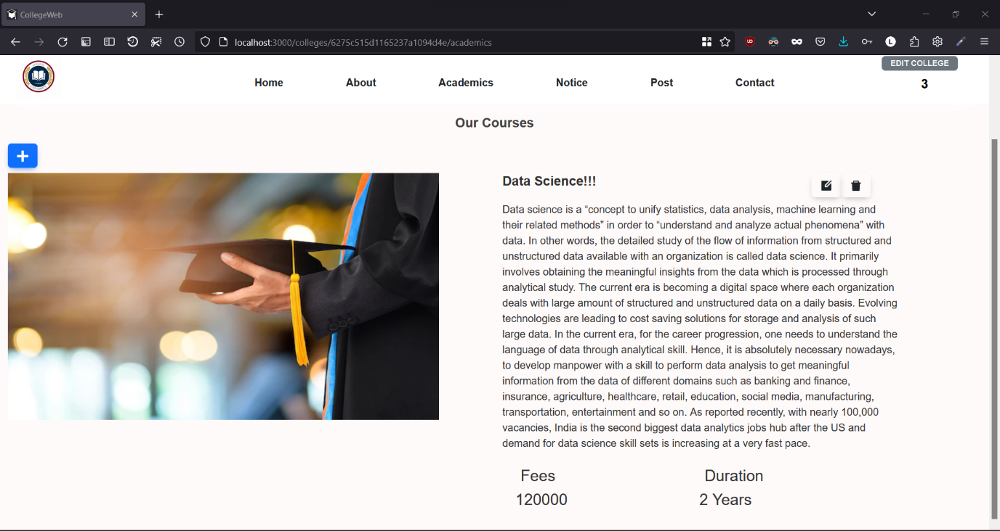 CollegeWeb
localhost:3000/colleges/6275c515d1165237a1094d4e/academics
EDIT COLLEGE
Home About Academics Notice Post Contact 3
Our Courses
Data Science!!!
Data science is a “concept to unify statistics, data analysis, machine learning and
their related methods” in order to “understand and analyze actual phenomena” with
data. In other words, the detailed study of the flow of information from structured and
unstructured data available with an organization is called data science. It primarily
involves obtaining the meaningful insights from the data which is processed through
analytical study. The current era is becoming a digital space where each organization
deals with large amount of structured and unstructured data on a daily basis. Evolving
technologies are leading to cost saving solutions for storage and analysis of such
large data. In the current era, for the career progression, one needs to understand the
language of data through analytical skill. Hence, it is absolutely necessary nowadays,
to develop manpower with a skill to perform data analysis to get meaningful
information from the data of different domains such as banking and finance,
insurance, agriculture, healthcare, retail, education, social media, manufacturing,
transportation, entertainment and so on. As reported recently, with nearly 100,000
vacancies, India is the second biggest data analytics jobs hub after the US and
demand for data science skill sets is increasing at a very fast pace.
Fees Duration
120000 2 Years